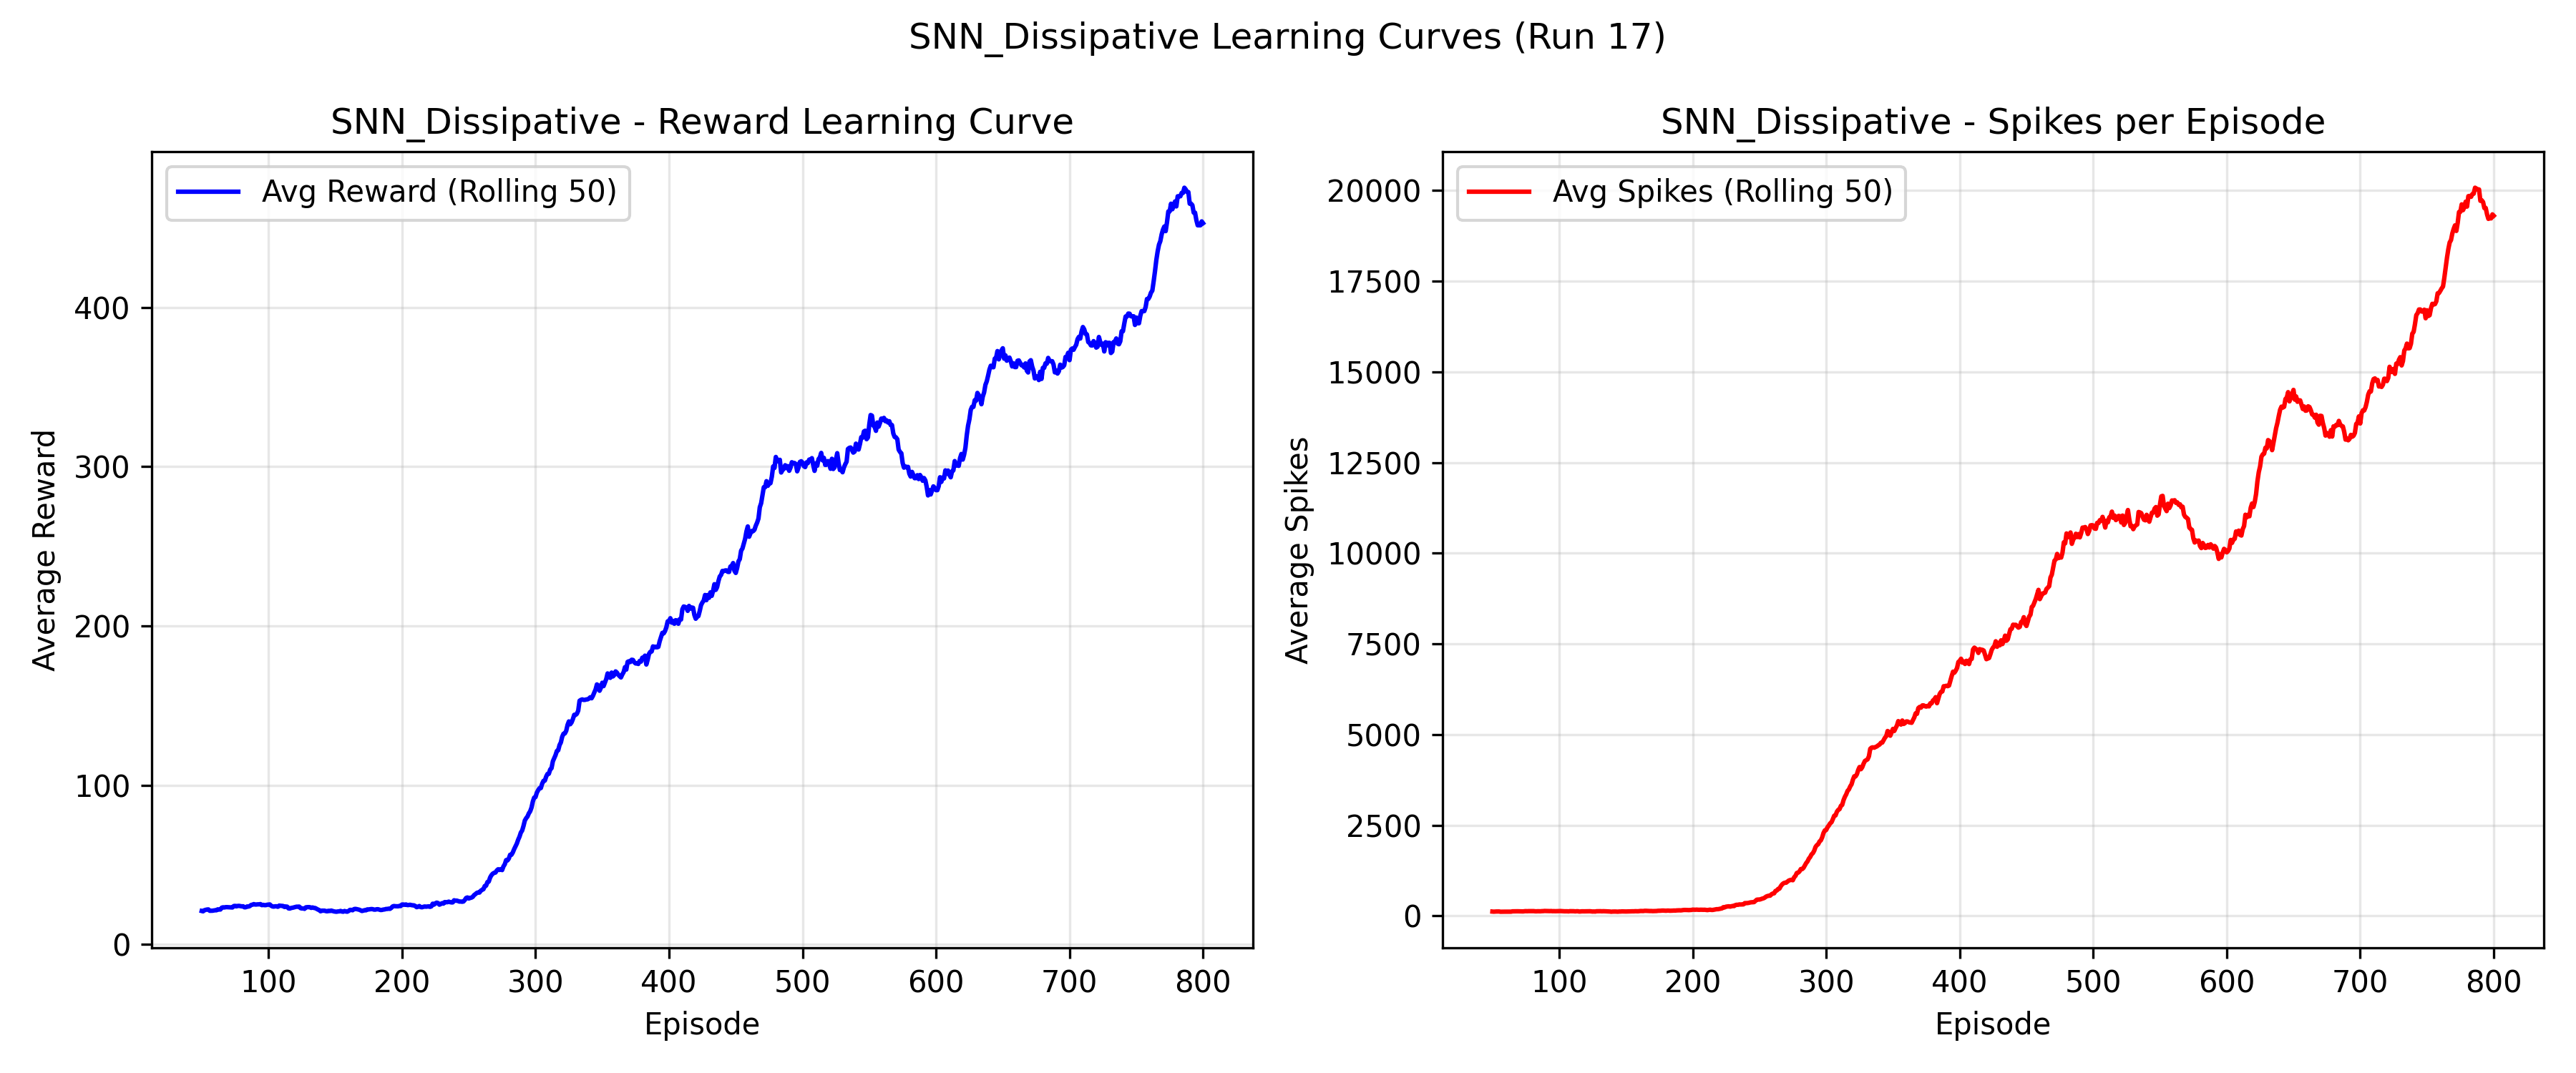 SNN_Dissipative Learning Curves (Run 17)
SNN_Dissipative - Reward Learning Curve
Avg Reward (Rolling 50)
Average Reward
400
300
200
100
0
100 200 300 400 500 600 700 800
Episode
SNN_Dissipative - Spikes per Episode
Avg Spikes (Rolling 50)
Average Spikes
20000
17500
15000
12500
10000
7500
5000
2500
0
100 200 300 400 500 600 700 800
Episode